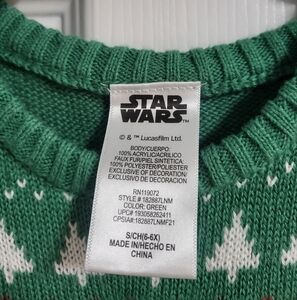 STAR
WARS
© & ™ Lucasfilm Ltd.
BODY/CUERPO:
100% ACRYLIC/ACRILICO
FAUX FUR/PIEL SINTETICA:
100% POLYESTER/POLIESTER
EXCLUSIVE OF DECORATION
EXCLUSIVO DE DECORACION
RN119072
STYLE # 182887LNM
COLOR: GREEN
UPC# 193058262411
CPSIA#:182887LNMF21
S/CH(6-6X)
MADE IN/HECHO EN
CHINA